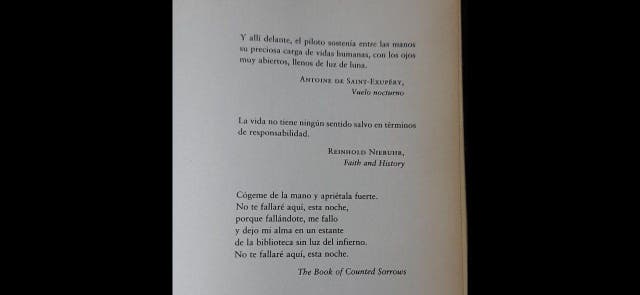 Y allí delante, el piloto sostenía entre las manos
su preciosa carga de vidas humanas, con los ojos
muy abiertos, llenos de luz de luna.
ANTOINE DE SAINT-EXUPÉRY,
Vuelo nocturno
La vida no tiene ningún sentido salvo en términos
de responsabilidad.
REINHOLD NIEBUHR,
Faith and History
Cógeme de la mano y apriétala fuerte.
No te fallaré aquí, esta noche,
porque fallándote, me fallo
y dejo mi alma en un estante
de la biblioteca sin luz del infierno.
No te fallaré aquí, esta noche.
The Book of Counted Sorrows